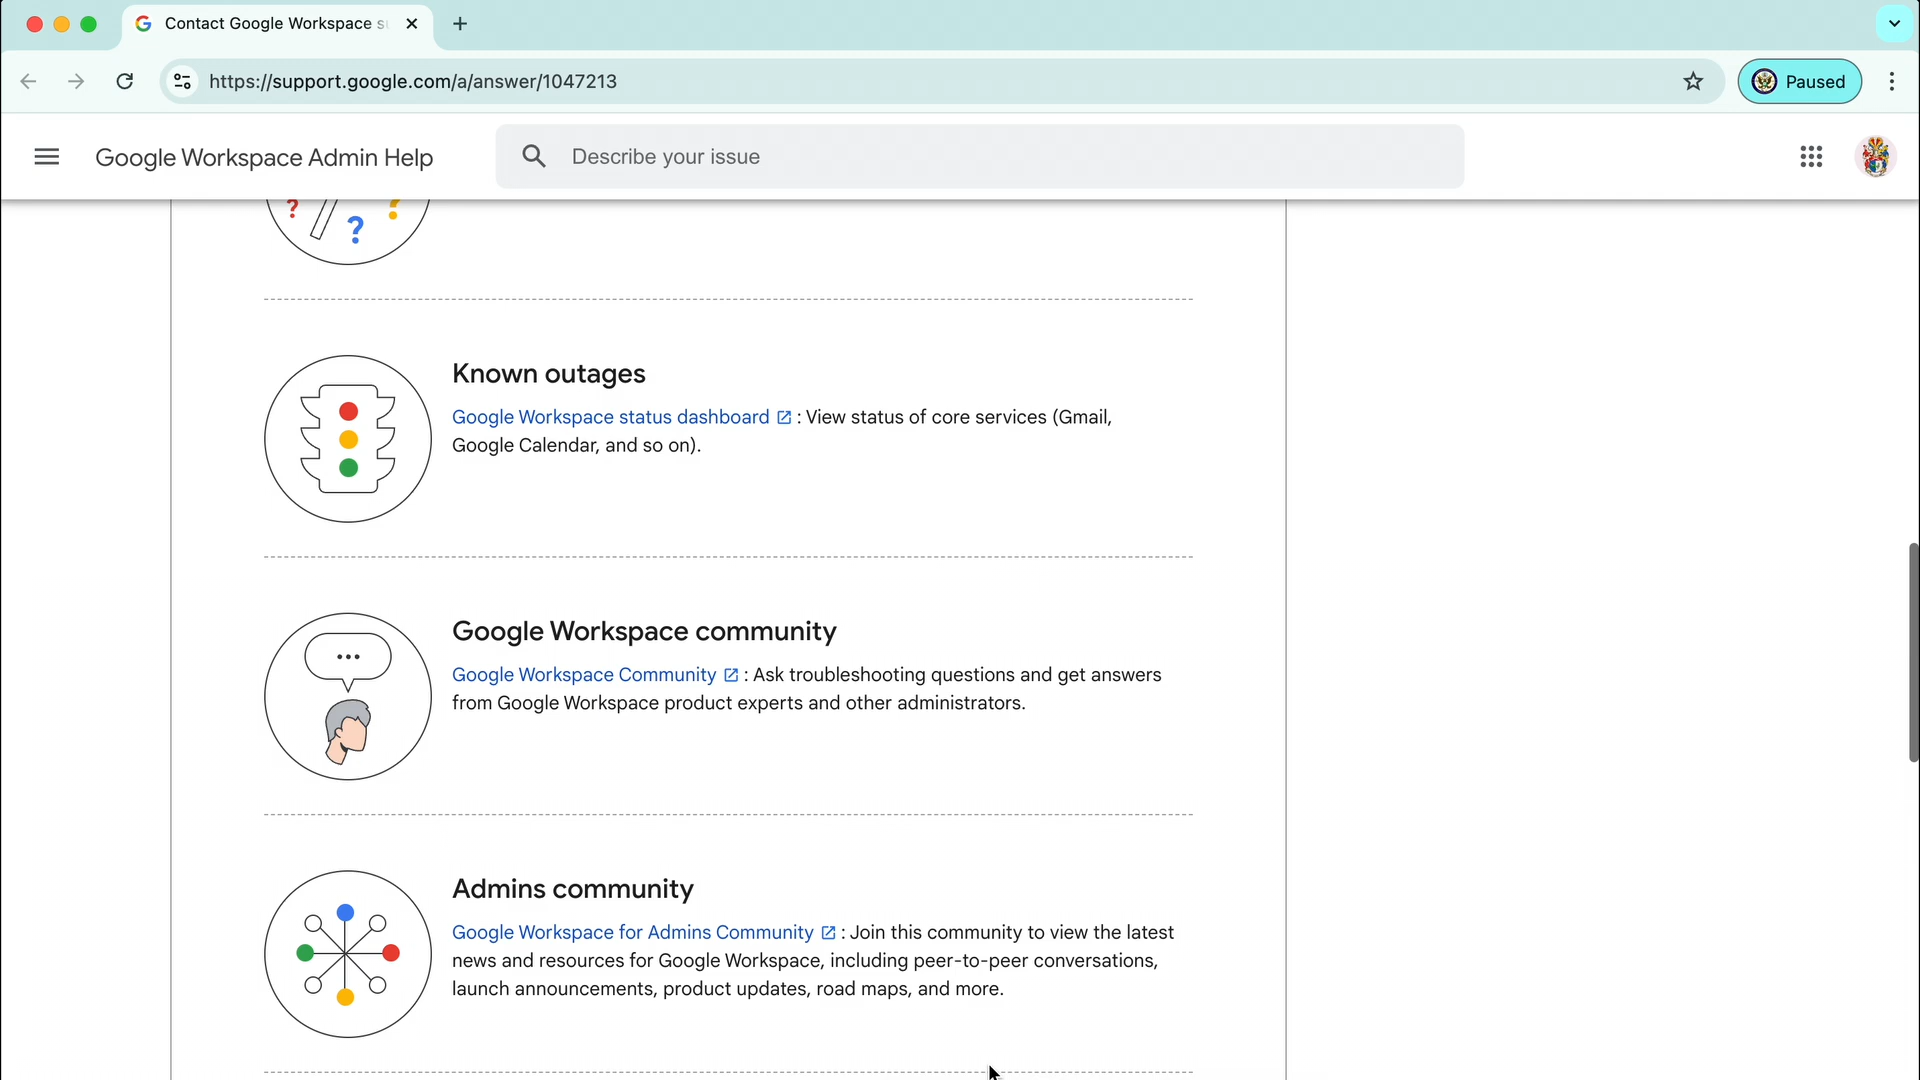 Contact Google Workspace s
https://support.google.com/a/answer/1047213
Paused
Google Workspace Admin Help
Describe your issue
? ? ?
Known outages
Google Workspace status dashboard : View status of core services (Gmail,
Google Calendar, and so on).
Google Workspace community
Google Workspace Community : Ask troubleshooting questions and get answers
from Google Workspace product experts and other administrators.
Admins community
Google Workspace for Admins Community : Join this community to view the latest
news and resources for Google Workspace, including peer-to-peer conversations,
launch announcements, product updates, road maps, and more.